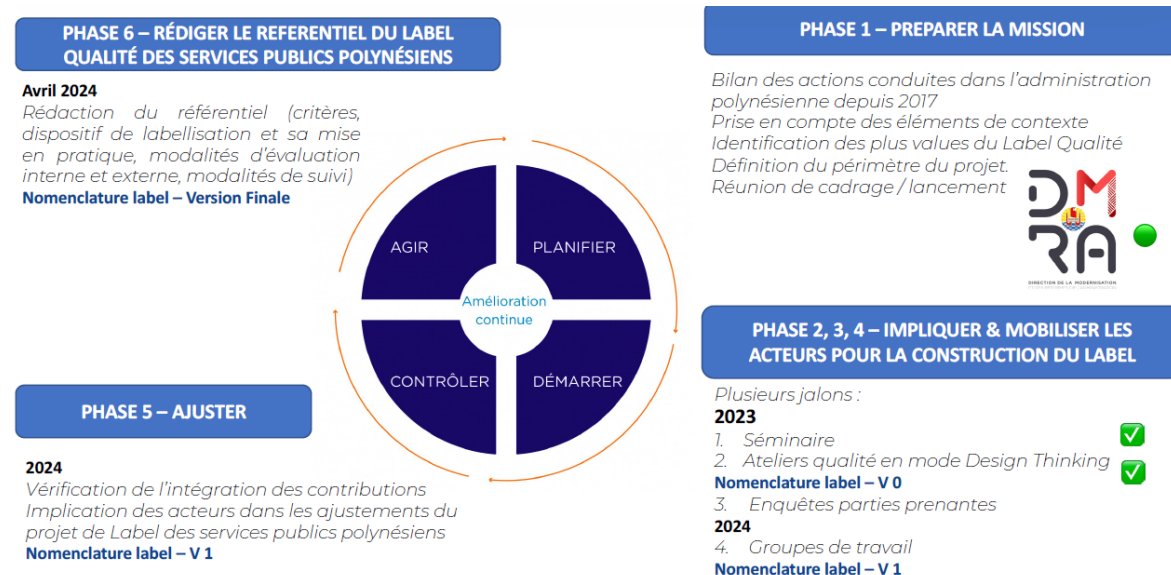 PHASE 6 – RÉDIGER LE REFERENTIEL DU LABEL
QUALITÉ DES SERVICES PUBLICS POLYNÉSIENS
Avril 2024
Rédaction du référentiel (critères,
dispositif de labellisation et sa mise
en pratique, modalités d'évaluation
interne et externe, modalités de suivi)
Nomenclature label – Version Finale
PHASE 1 – PREPARER LA MISSION
Bilan des actions conduites dans l'administration
polynésienne depuis 2017
Prise en compte des éléments de contexte
Identification des plus values du Label Qualité
Définition du périmètre du projet.
Réunion de cadrage / lancement
DM
RA
DIRECTION DE LA MODERNISATION
AGIR
PLANIFIER
Amélioration
continue
CONTRÔLER
DÉMARRER
PHASE 2, 3, 4 – IMPLIQUER & MOBILISER LES
ACTEURS POUR LA CONSTRUCTION DU LABEL
Plusieurs jalons :
2023
1. Séminaire
2. Ateliers qualité en mode Design Thinking
Nomenclature label – V 0
3. Enquêtes parties prenantes
2024
4. Groupes de travail
Nomenclature label – V 1
PHASE 5 – AJUSTER
2024
Vérification de l'intégration des contributions
Implication des acteurs dans les ajustements du
projet de Label des services publics polynésiens
Nomenclature label – V 1